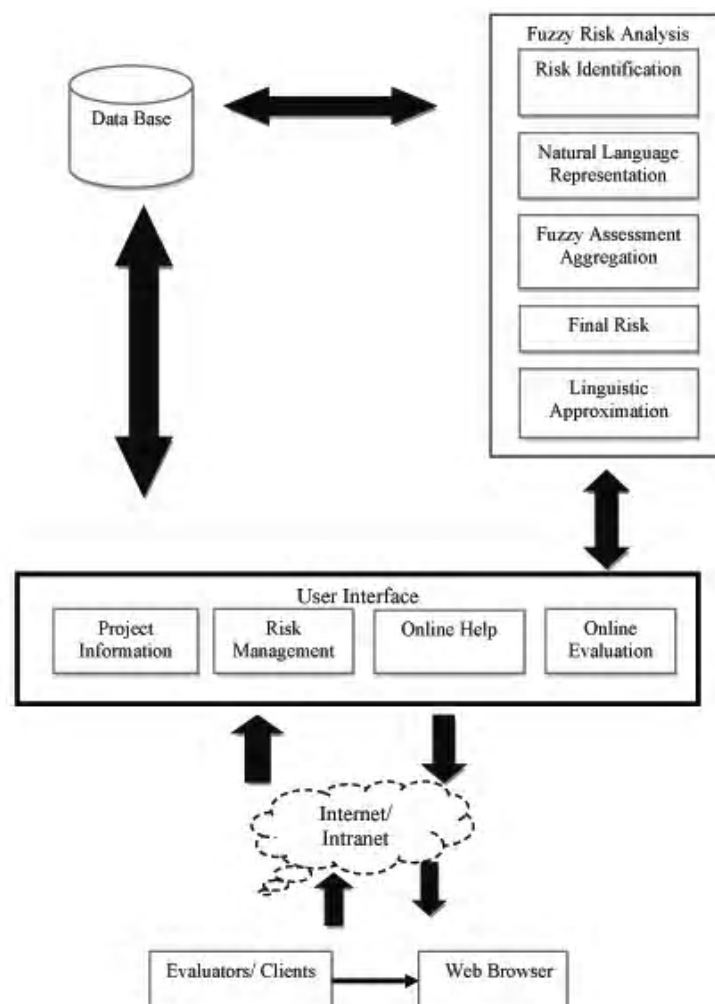 Fuzzy Risk Analysis
Risk Identification
Data Base
Natural Language
Representation
Fuzzy Assessment
Aggregation
Final Risk
Linguistic
Approximation
User Interface
Project
Information
Risk
Management
Online Help
Online
Evaluation
Internet/
Intranet
Evaluators/ Clients
Web Browser